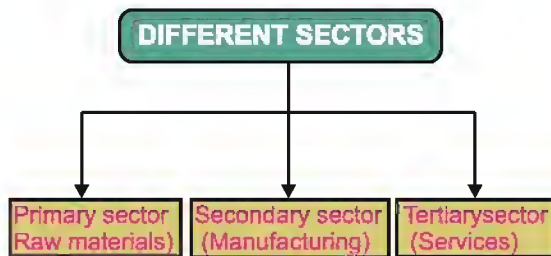 DIFFERENT SECTORS
Primary sector
Raw materials)
Secondary sector
(Manufacturing)
Tertiarysector
(Services)